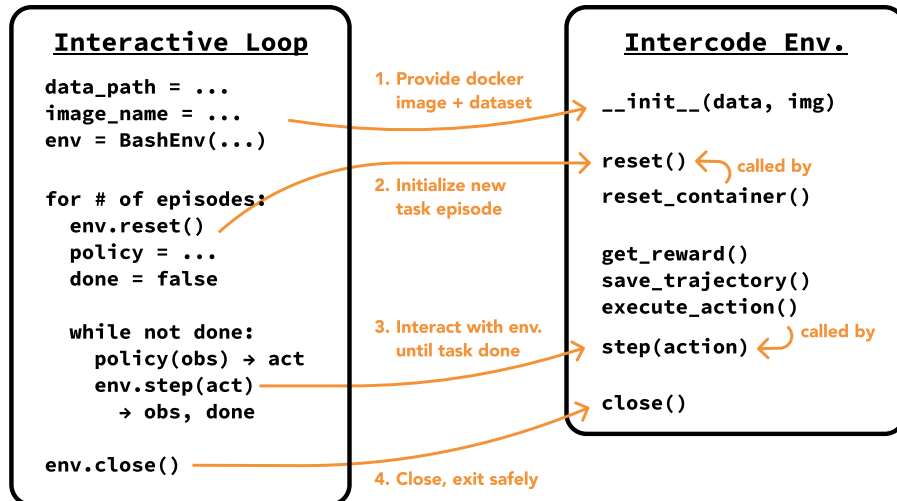 Interactive Loop
data_path = ...
image_name = ...
env = BashEnv(...)
for # of episodes:
env.reset()
policy = ...
done = false
while not done:
policy(obs) → act
env.step(act)
→ obs, done
env.close()
1. Provide docker
image + dataset
2. Initialize new
task episode
3. Interact with env.
until task done
4. Close, exit safely
Intercode Env.
__init__(data, img)
reset()
called by
reset_container()
get_reward()
save_trajectory()
execute_action()
called by
step(action)
close()